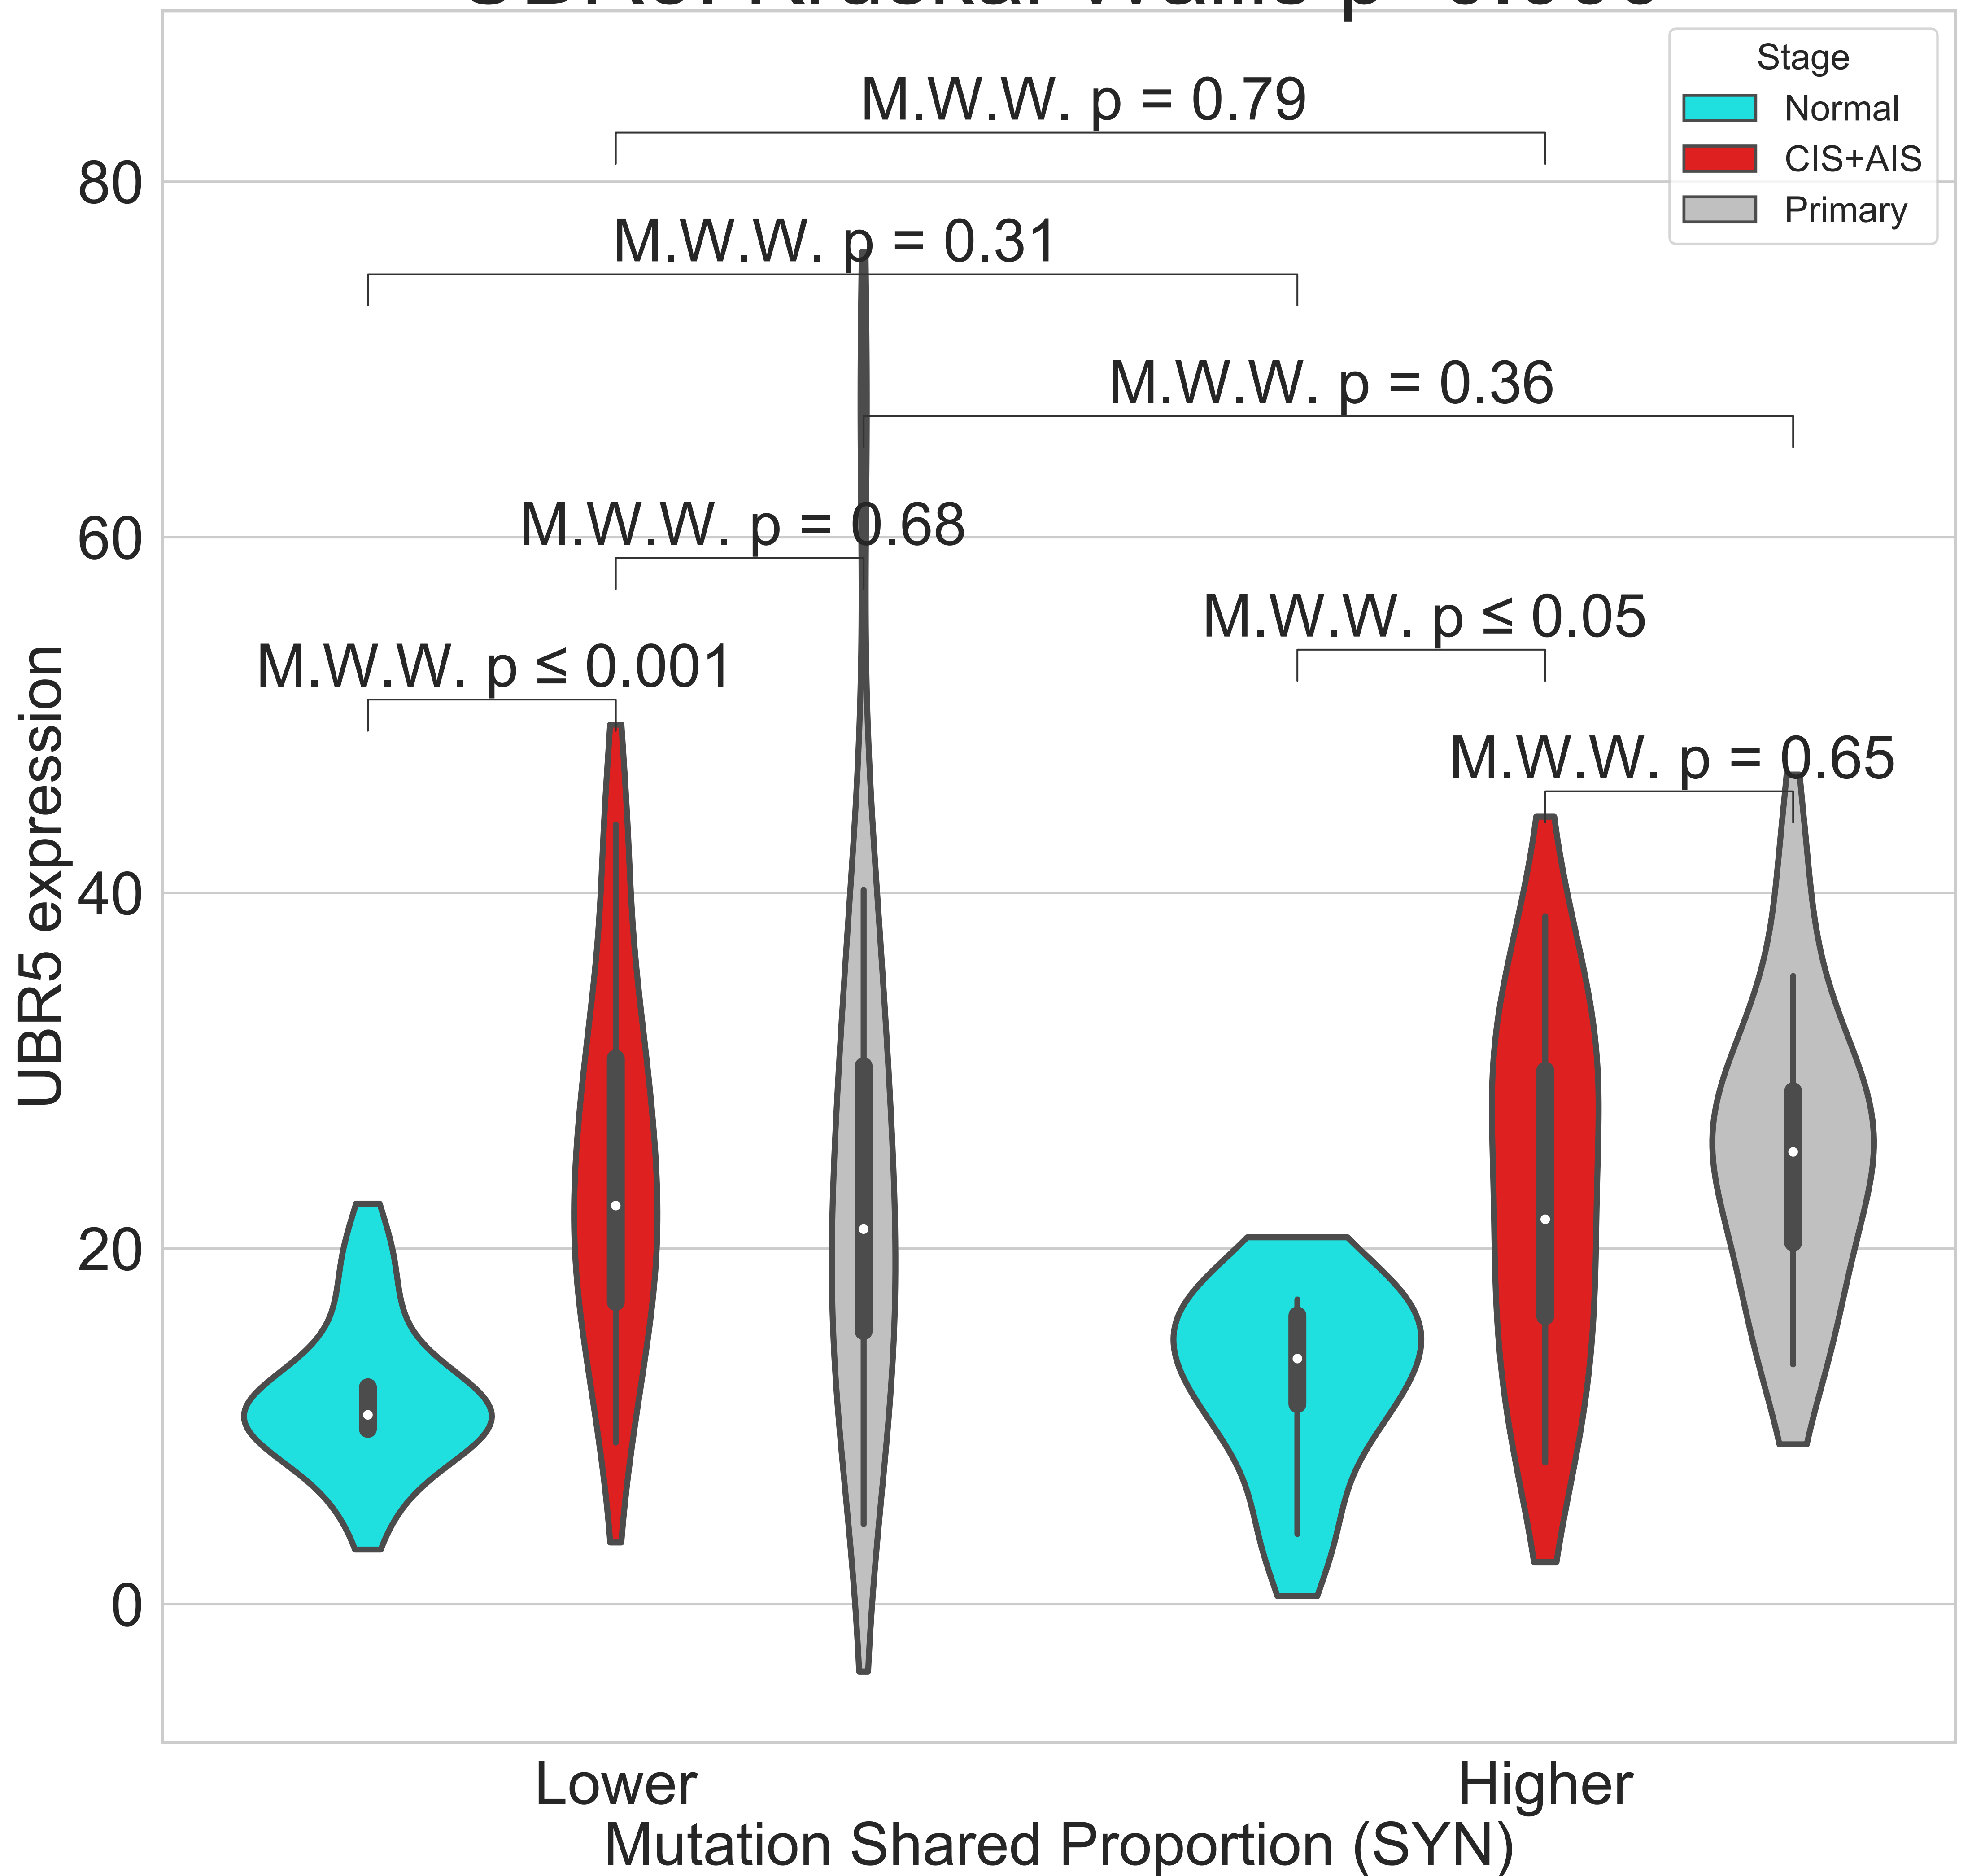 Stage
Normal
CIS+AIS
Primary
M.W.W. p = 0.79
M.W.W. p = 0.31
M.W.W. p = 0.36
M.W.W. p = 0.68
M.W.W. p ≤ 0.05
M.W.W. p ≤ 0.001
M.W.W. p = 0.65
80
60
40
20
0
UBR5 expression
Lower
Higher
Mutation Shared Proportion (SYN)